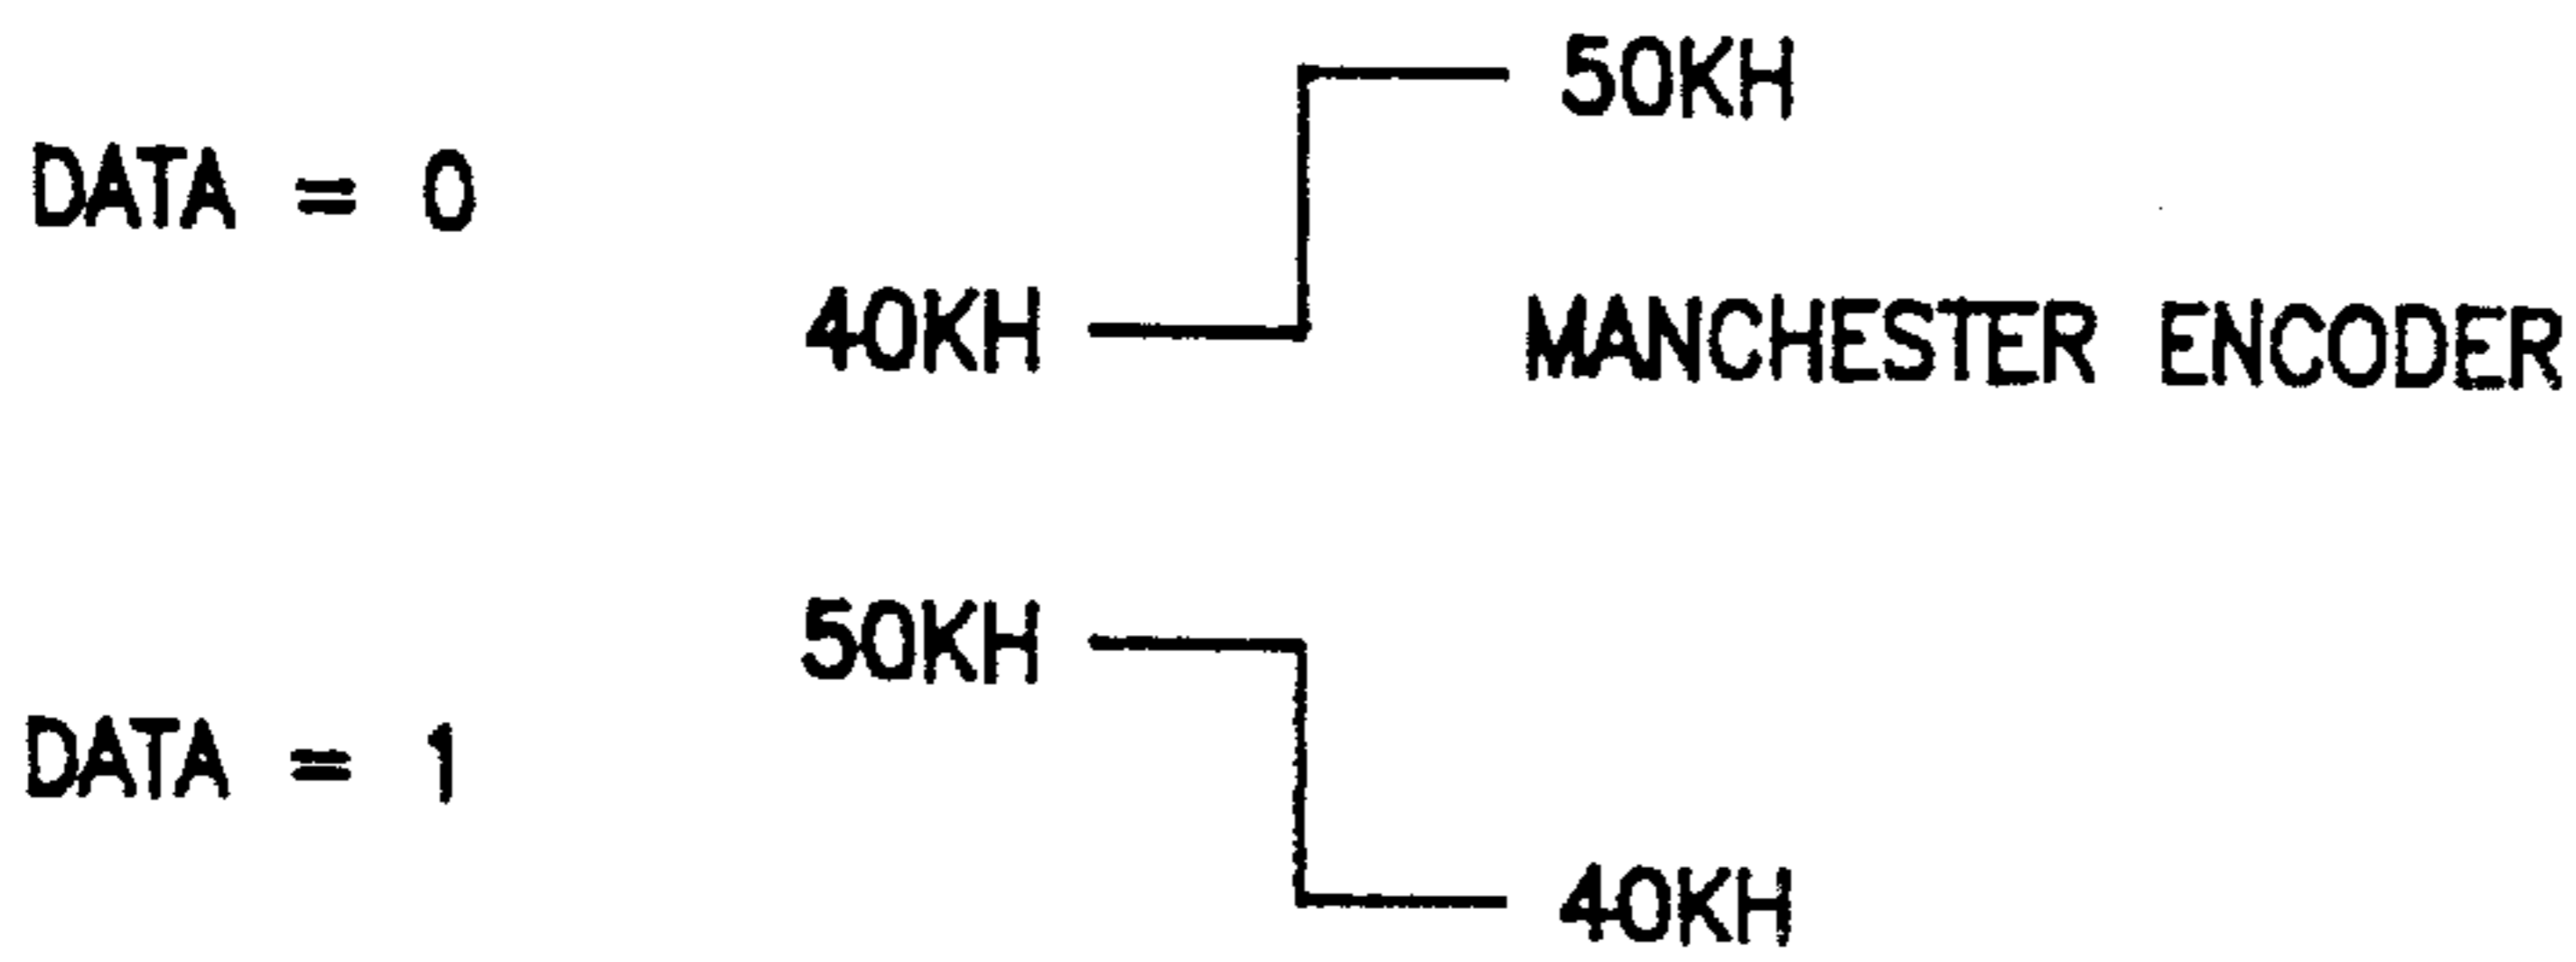 50KH
DATA = 0
40KH
MANCHESTER ENCODER
50KH
DATA = 1
40KH